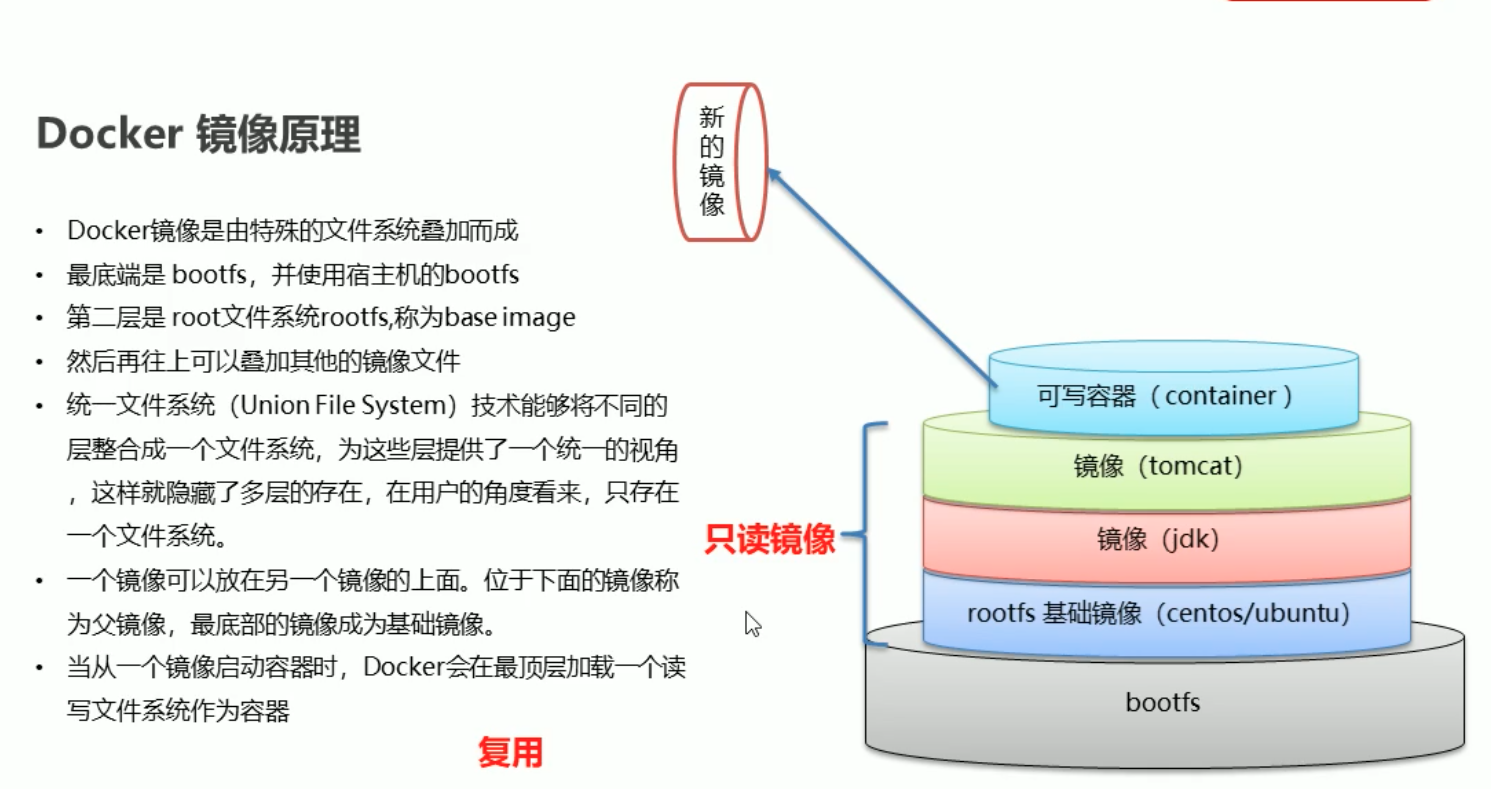 Docker 镜像原理
• Docker镜像是由特殊的文件系统叠加而成
• 最底端是 bootfs，并使用宿主机的bootfs
• 第二层是 root文件系统rootfs,称为base image
• 然后再往上可以叠加其他的镜像文件
• 统一文件系统（Union File System）技术能够将不同的
层整合成一个文件系统，为这些层提供了一个统一的视角
，这样就隐藏了多层的存在，在用户的角度看来，只存在
一个文件系统。
• 一个镜像可以放在另一个镜像的上面。位于下面的镜像称
为父镜像，最底部的镜像成为基础镜像。
• 当从一个镜像启动容器时，Docker会在最顶层加载一个读
写文件系统作为容器
复用
新的镜像
可写容器（container）
镜像（tomcat）
镜像（jdk）
rootfs 基础镜像（centos/ubuntu）
bootfs
只读镜像